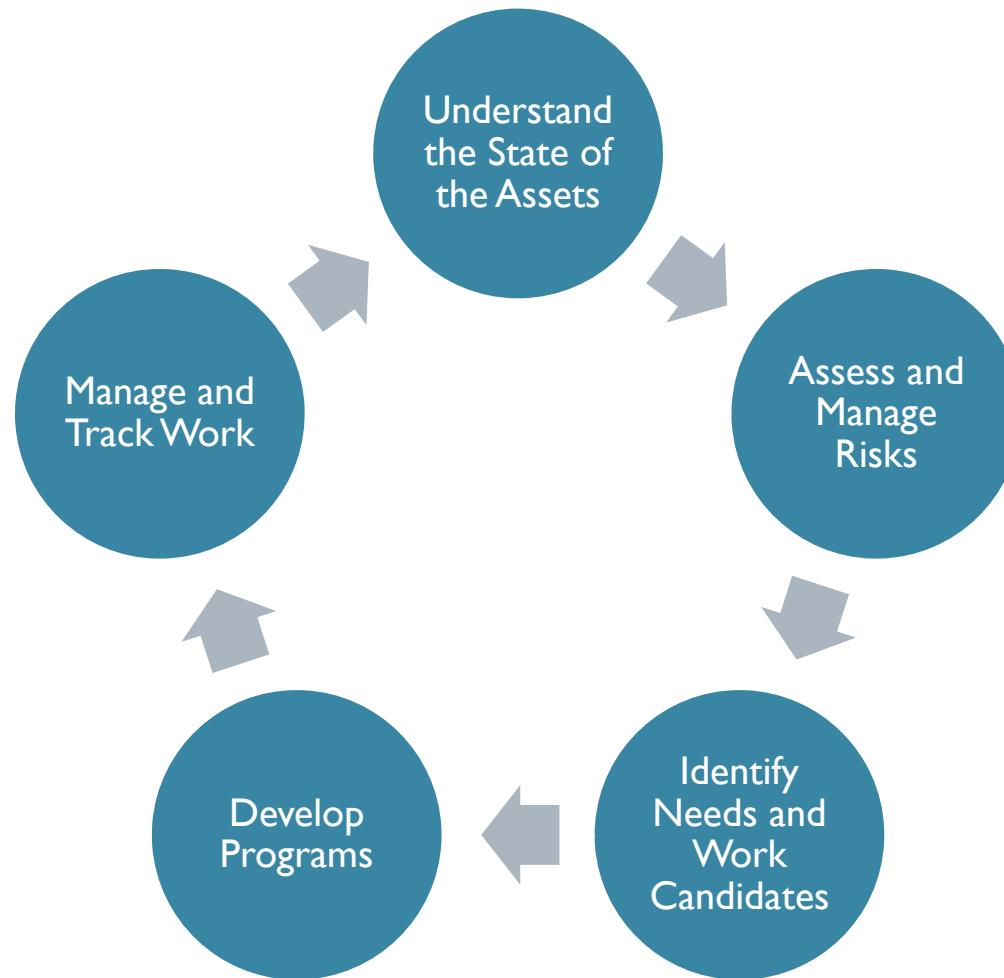 Understand
the State of
the Assets
Assess and
Manage
Risks
Identify
Needs and
Work
Candidates
Develop
Programs
Manage and
Track Work